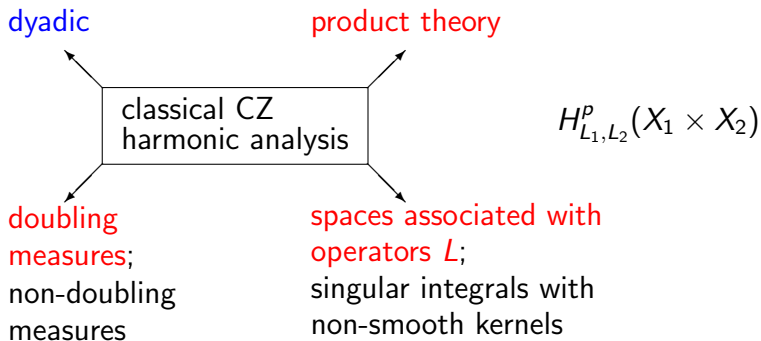 dyadic
product theory
classical CZ
harmonic analysis
H^p_{L_1,L_2}(X_1 × X_2)
doubling
measures;
non-doubling
measures
spaces associated with
operators L;
singular integrals with
non-smooth kernels